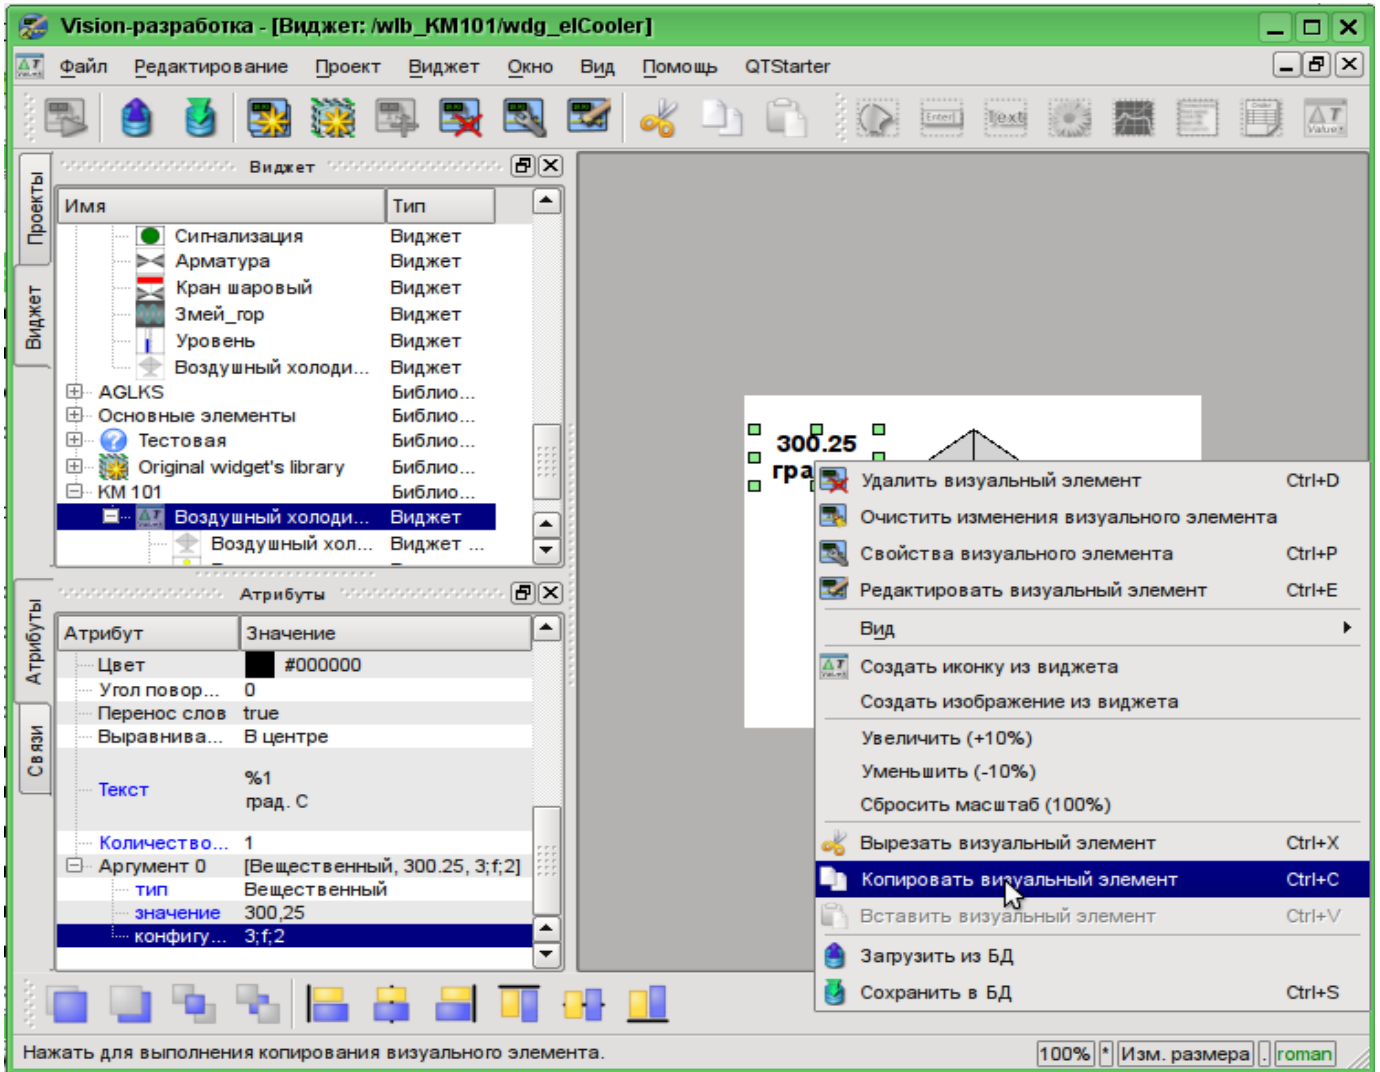 Vision-разработка - [Виджет: /wlb_KM101/wdg_elCooler]
Файл Редактирование Проект Виджет Окно Вид Помощь QTStarter
Enter
Text
Values
Проекты
Виджет
Виджет
Имя Тип
Сигнализация Виджет
Арматура Виджет
Кран шаровый Виджет
Змей_гор Виджет
Уровень Виджет
Воздушный холоди... Виджет
AGLKS Библио...
Основные элементы Библио...
Тестовая Библио...
Original widget's library Библио...
КМ 101 Библио...
Воздушный холоди... Виджет
Воздушный хол... Виджет ...
Атрибуты
Связи
Атрибуты
Атрибут Значение
Цвет #000000
Угол повор... 0
Перенос слов true
Выравнива... В центре
Текст %1
град. С
Количество... 1
Аргумент 0 [Вещественный, 300.25, 3;f;2]
тип Вещественный
значение 300,25
конфигу... 3;f;2
300.25
гра
Удалить визуальный элемент Ctrl+D
Очистить изменения визуального элемента
Свойства визуального элемента Ctrl+P
Редактировать визуальный элемент Ctrl+E
Вид
Создать иконку из виджета
Создать изображение из виджета
Увеличить (+10%)
Уменьшить (-10%)
Сбросить масштаб (100%)
Вырезать визуальный элемент Ctrl+X
Копировать визуальный элемент Ctrl+C
Вставить визуальный элемент Ctrl+V
Загрузить из БД
Сохранить в БД Ctrl+S
Нажать для выполнения копирования визуального элемента.
100% * Изм. размера . roman